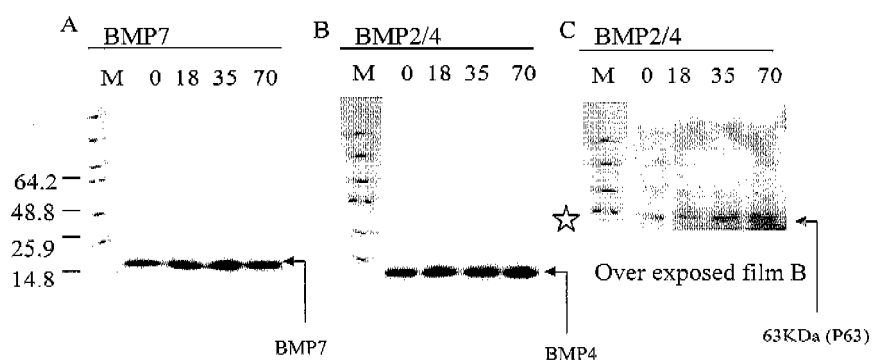 A BMP7
M 0 18 35 70
64.2
48.8
25.9
14.8
BMP7
B BMP2/4
M 0 18 35 70
BMP4
C BMP2/4
M 0 18 35 70
Over exposed film B
63KDa (P63)